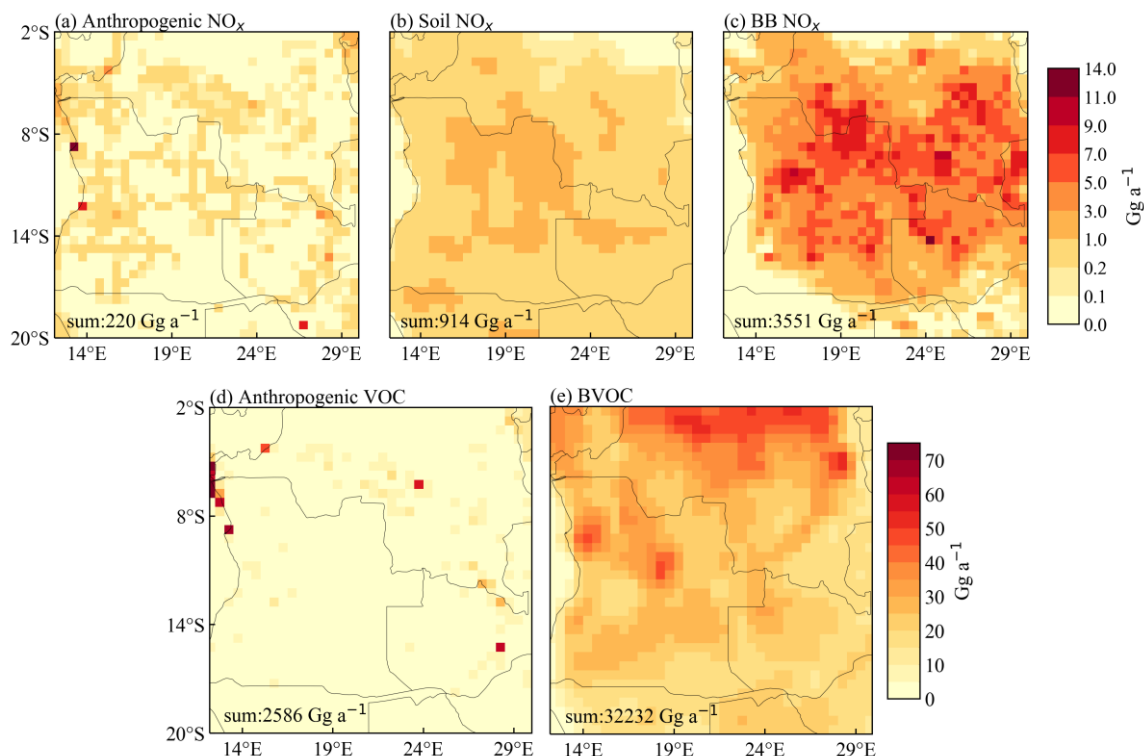 (a) Anthropogenic NOₓ
(b) Soil NOₓ
(c) BB NOₓ
2°S
8°S
14°S
20°S
sum:220 Gg a⁻¹
sum:914 Gg a⁻¹
sum:3551 Gg a⁻¹
14°E 19°E 24°E 29°E
14°E 19°E 24°E 29°E
14°E 19°E 24°E 29°E
14.0
11.0
9.0
7.0
5.0
3.0
1.0
0.2
0.1
0.0
Gg a⁻¹
(d) Anthropogenic VOC
(e) BVOC
2°S
8°S
14°S
20°S
sum:2586 Gg a⁻¹
sum:32232 Gg a⁻¹
14°E 19°E 24°E 29°E
14°E 19°E 24°E 29°E
70
60
50
40
30
20
10
0
Gg a⁻¹